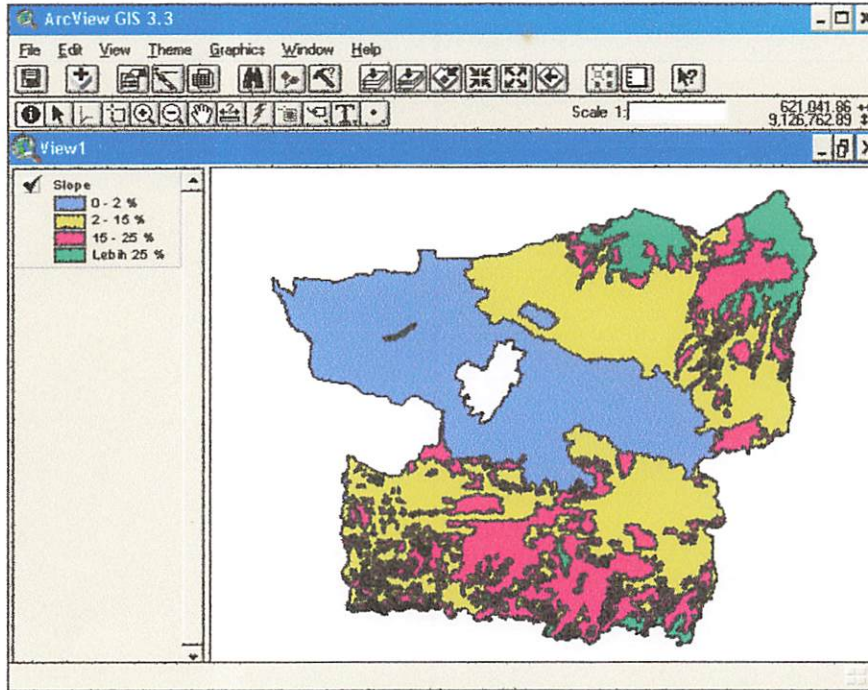 ArcView GIS 3.3
File Edit View Theme Graphics Window Help
Scale 1:
621,041.86
9,126,762.89
View1
Slope
0 - 2 %
2 - 15 %
15 - 25 %
Lebih 25 %